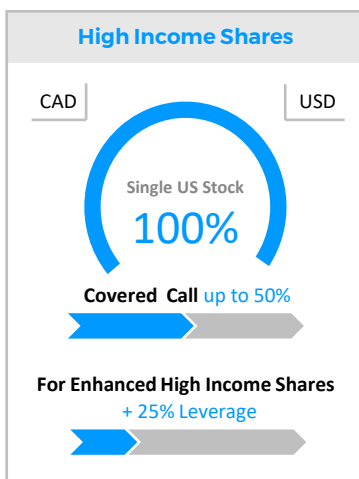 High Income Shares
CAD
USD
Single US Stock
100%
Covered Call up to 50%
For Enhanced High Income Shares
+ 25% Leverage